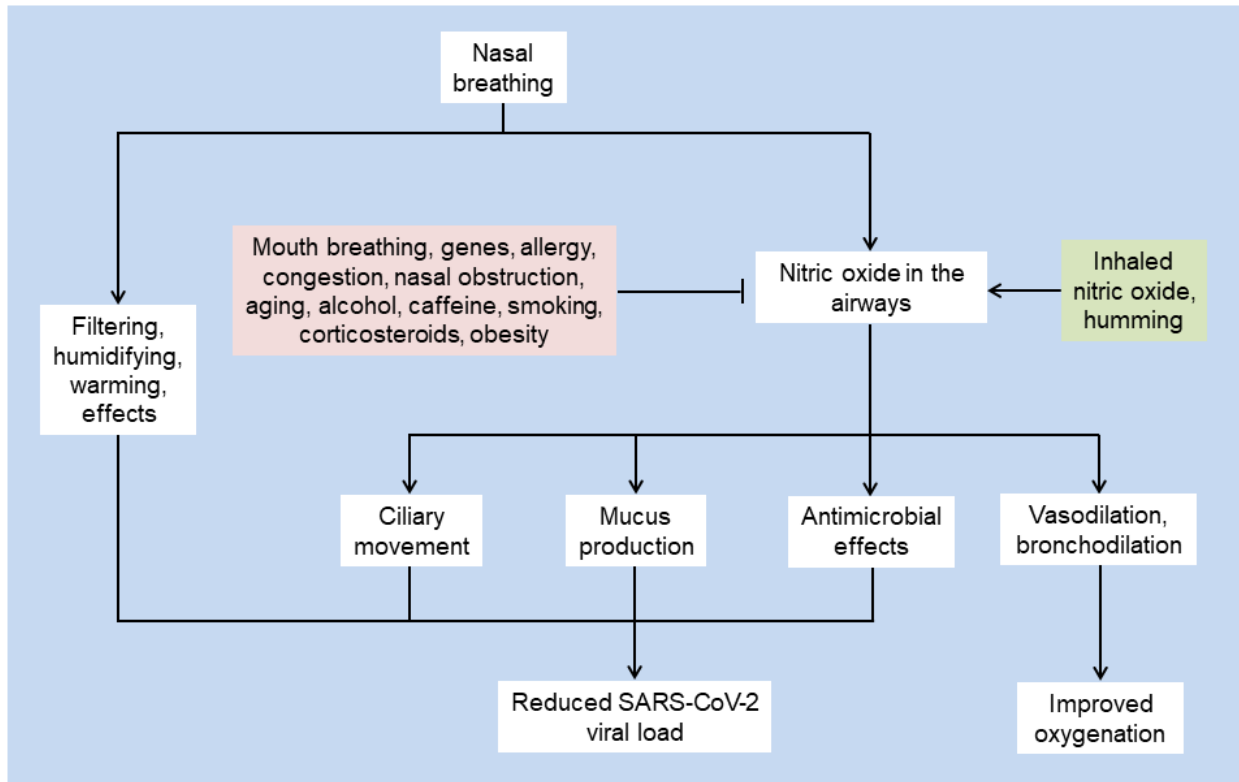 Nasal
breathing
Mouth breathing, genes, allergy,
congestion, nasal obstruction,
aging, alcohol, caffeine, smoking,
corticosteroids, obesity
Nitric oxide in the
airways
Inhaled
nitric oxide,
humming
Filtering,
humidifying,
warming,
effects
Ciliary
movement
Mucus
production
Antimicrobial
effects
Vasodilation,
bronchodilation
Reduced SARS-CoV-2
viral load
Improved
oxygenation